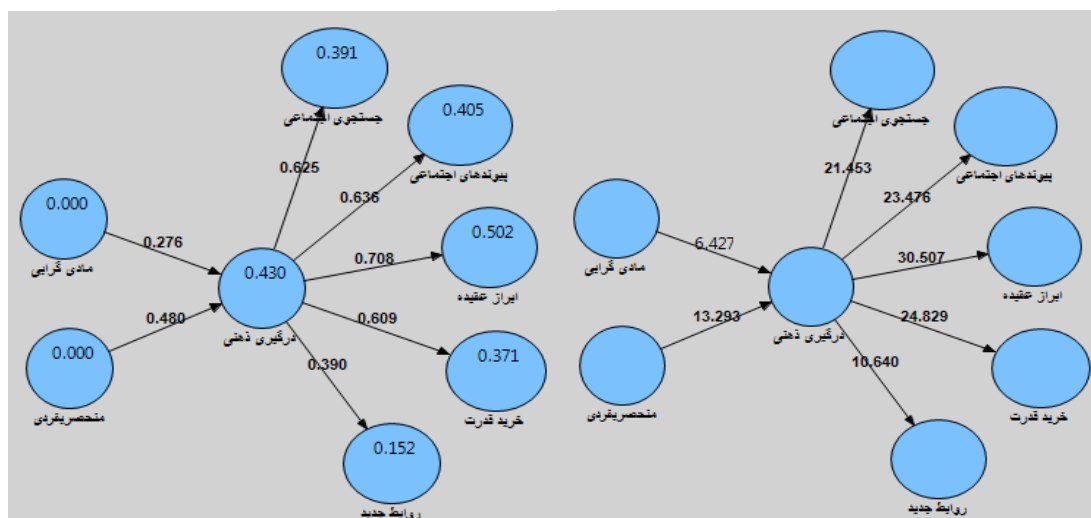 0.391
جستجوی اجتماعی
0.405
پیوندهای اجتماعی
0.625
0.636
0.000
مادی گرایی
0.276
0.502
ابراز عقیده
0.708
0.430
درگیری ذهنی
0.480
0.000
منحصربفردی
0.609
0.371
خرید قدرت
0.390
0.152
روابط جدید
جستجوی اجتماعی
پیوندهای اجتماعی
21.453
23.476
مادی گرایی
6.427
ابراز عقیده
30.507
درگیری ذهنی
13.293
منحصربفردی
24.829
خرید قدرت
10.640
روابط جدید